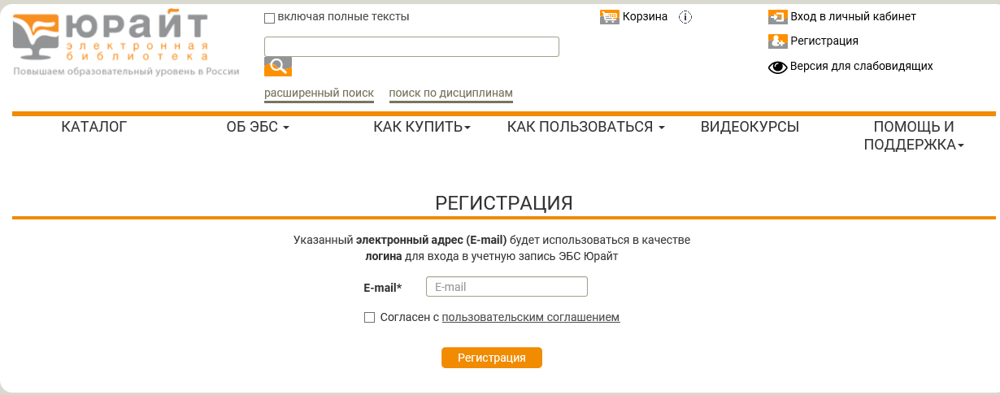 юрайт
электронная
библиотека
Повышаем образовательный уровень в России
включая полные тексты
расширенный поиск поиск по дисциплинам
Корзина
Вход в личный кабинет
Регистрация
Версия для слабовидящих
КАТАЛОГ ОБ ЭБС КАК КУПИТЬ КАК ПОЛЬЗОВАТЬСЯ ВИДЕОКУРСЫ ПОМОЩЬ И
ПОДДЕРЖКА
РЕГИСТРАЦИЯ
Указанный электронный адрес (E-mail) будет использоваться в качестве
логина для входа в учетную запись ЭБС Юрайт
E-mail* E-mail
Согласен с пользовательским соглашением
Регистрация